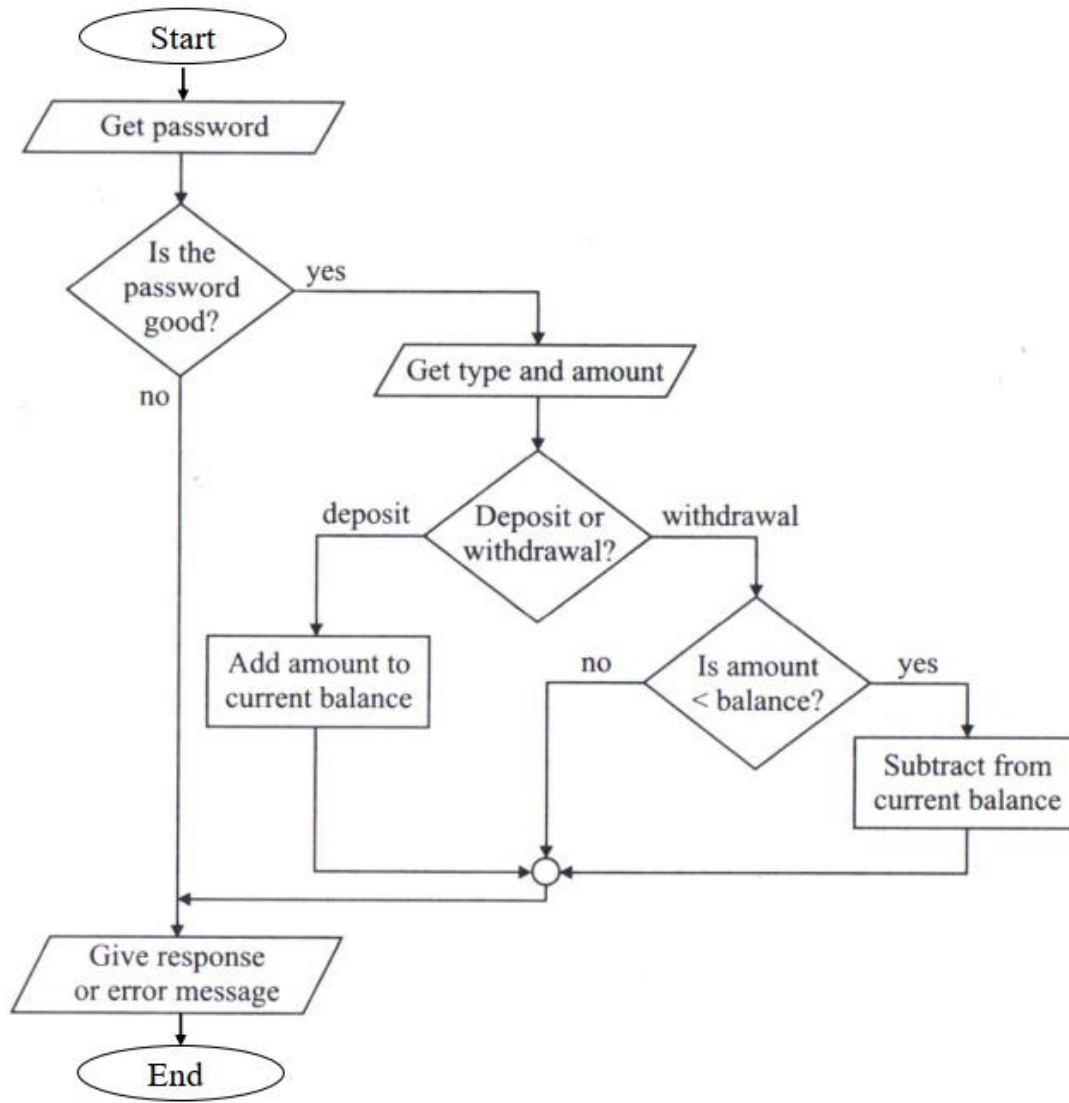 Start
Get password
Is the
password
good?
yes
no
Get type and amount
deposit
Deposit or
withdrawal?
withdrawal
Add amount to
current balance
no
Is amount
< balance?
yes
Subtract from
current balance
Give response
or error message
End